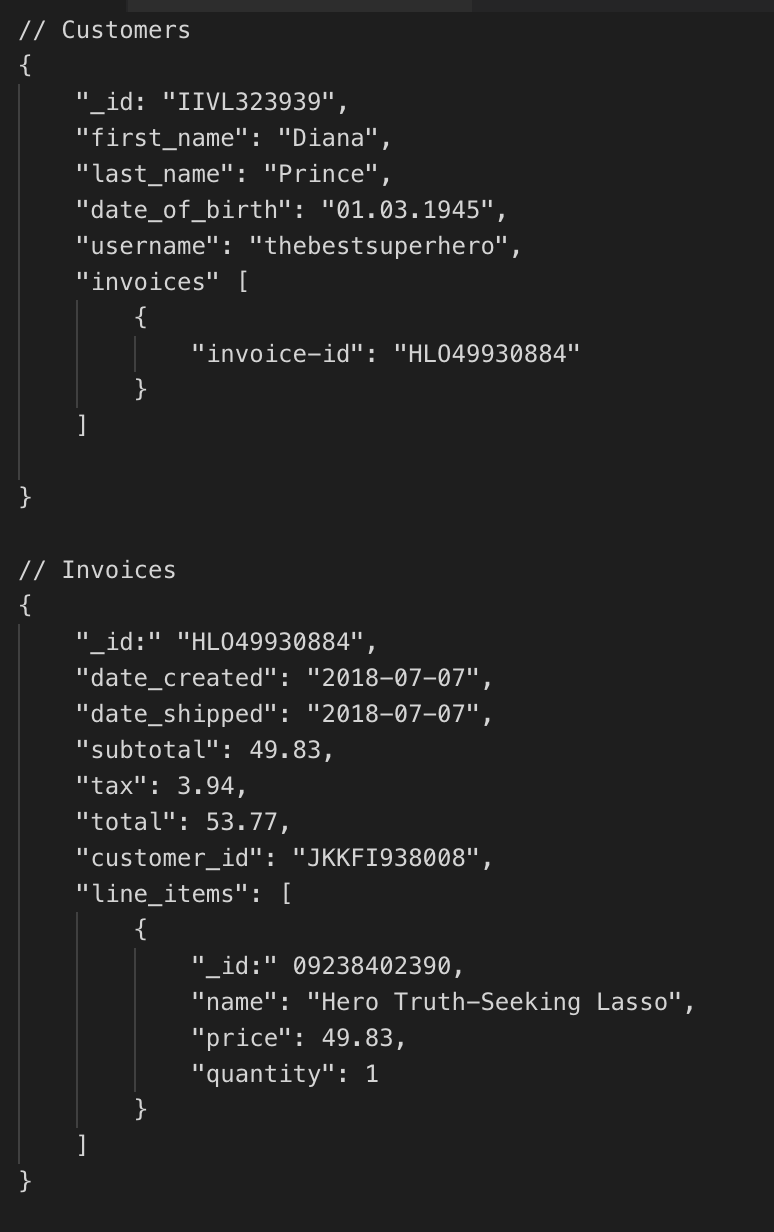 // Customers
{
    "_id: "IIVL323939",
    "first_name": "Diana",
    "last_name": "Prince",
    "date_of_birth": "01.03.1945",
    "username": "thebestsuperhero",
    "invoices" [
        {
            "invoice-id": "HLO49930884"
        }
    ]
}
// Invoices
{
    "_id:" "HLO49930884",
    "date_created": "2018-07-07",
    "date_shipped": "2018-07-07",
    "subtotal": 49.83,
    "tax": 3.94,
    "total": 53.77,
    "customer_id": "JKKFI938008",
    "line_items": [
        {
            "_id:" 09238402390,
            "name": "Hero Truth-Seeking Lasso",
            "price": 49.83,
            "quantity": 1
        }
    ]
}